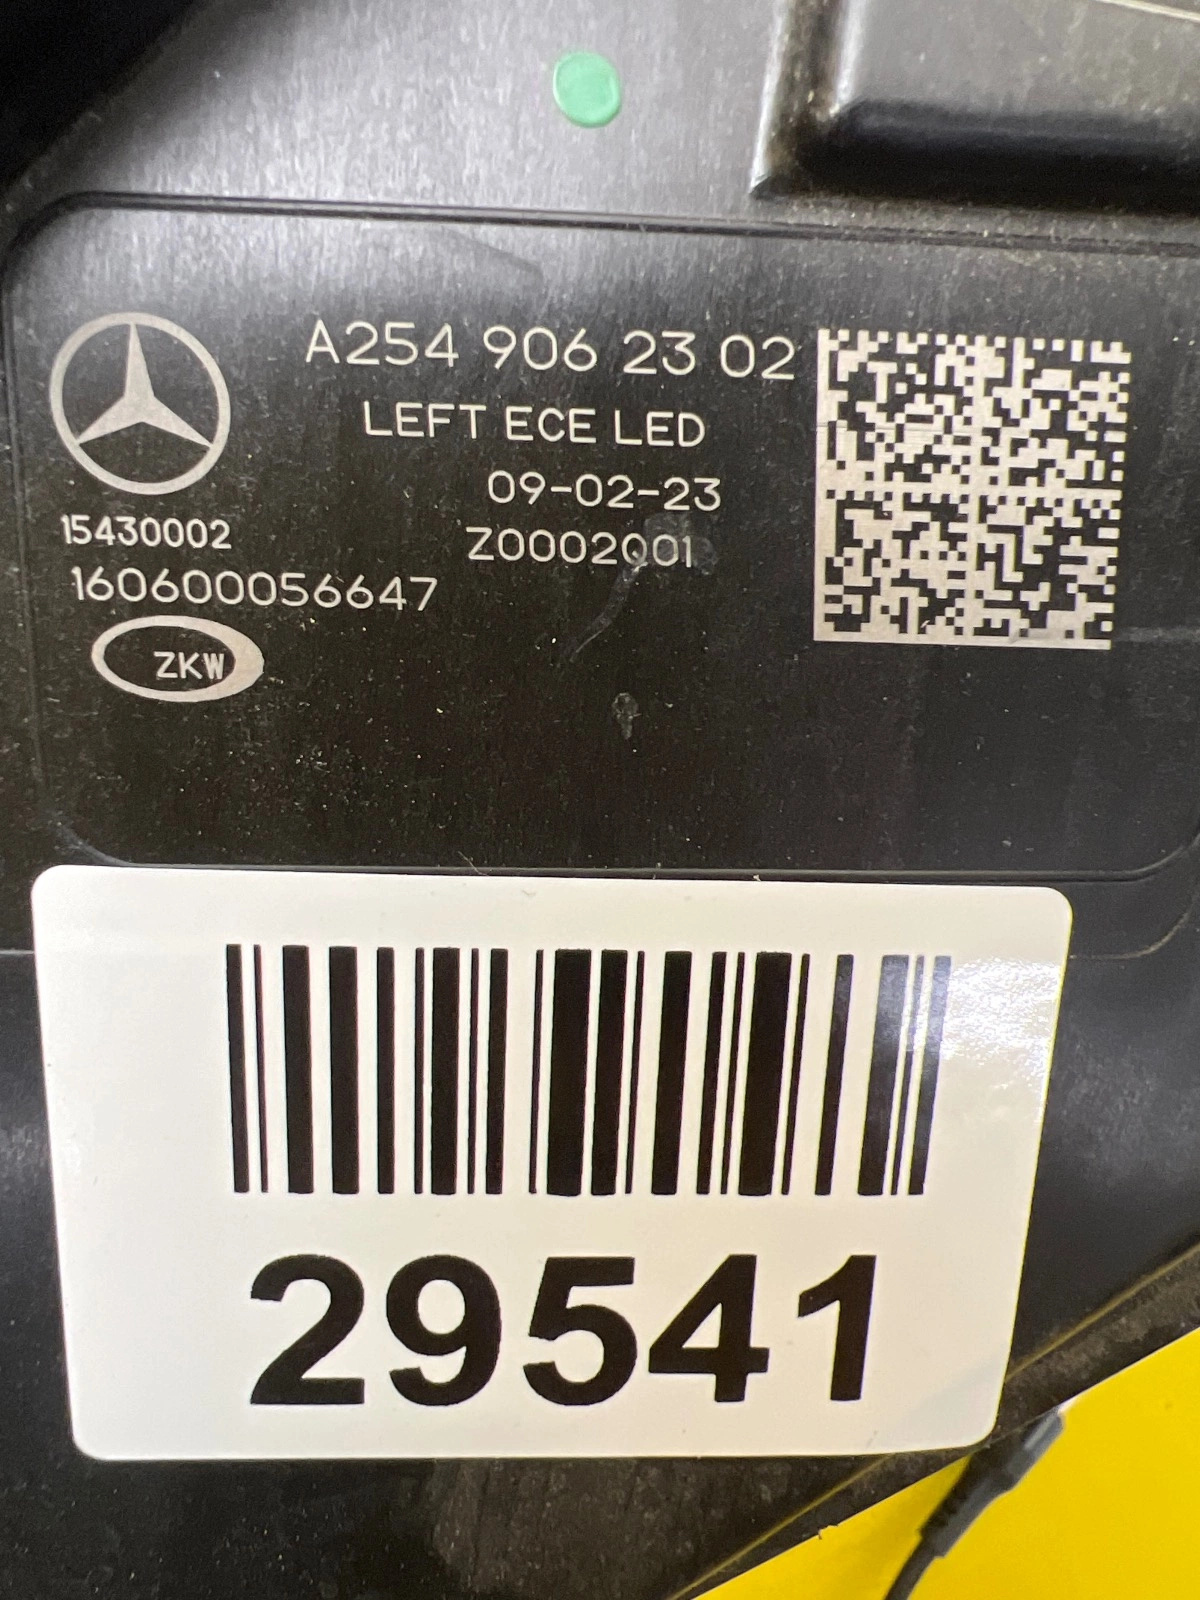 A254 906 23 02
LEFT ECE LED
09-02-23
15430002
Z0002001
160600056647
ZKW
29541